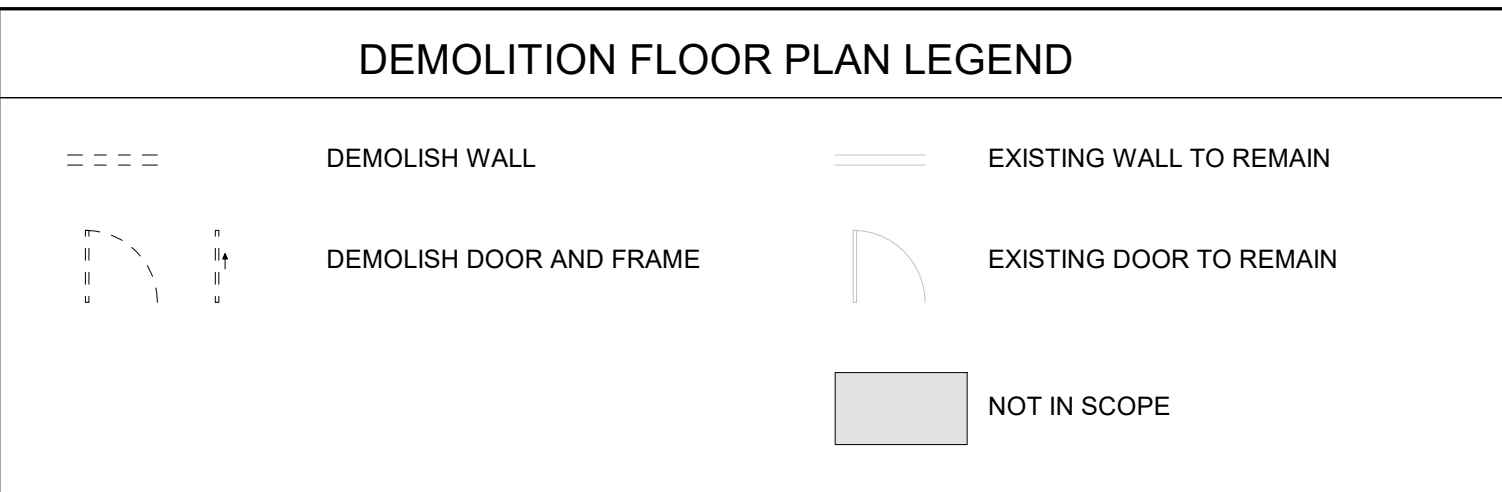 DEMOLITION FLOOR PLAN LEGEND
DEMOLISH WALL
EXISTING WALL TO REMAIN
DEMOLISH DOOR AND FRAME
EXISTING DOOR TO REMAIN
NOT IN SCOPE